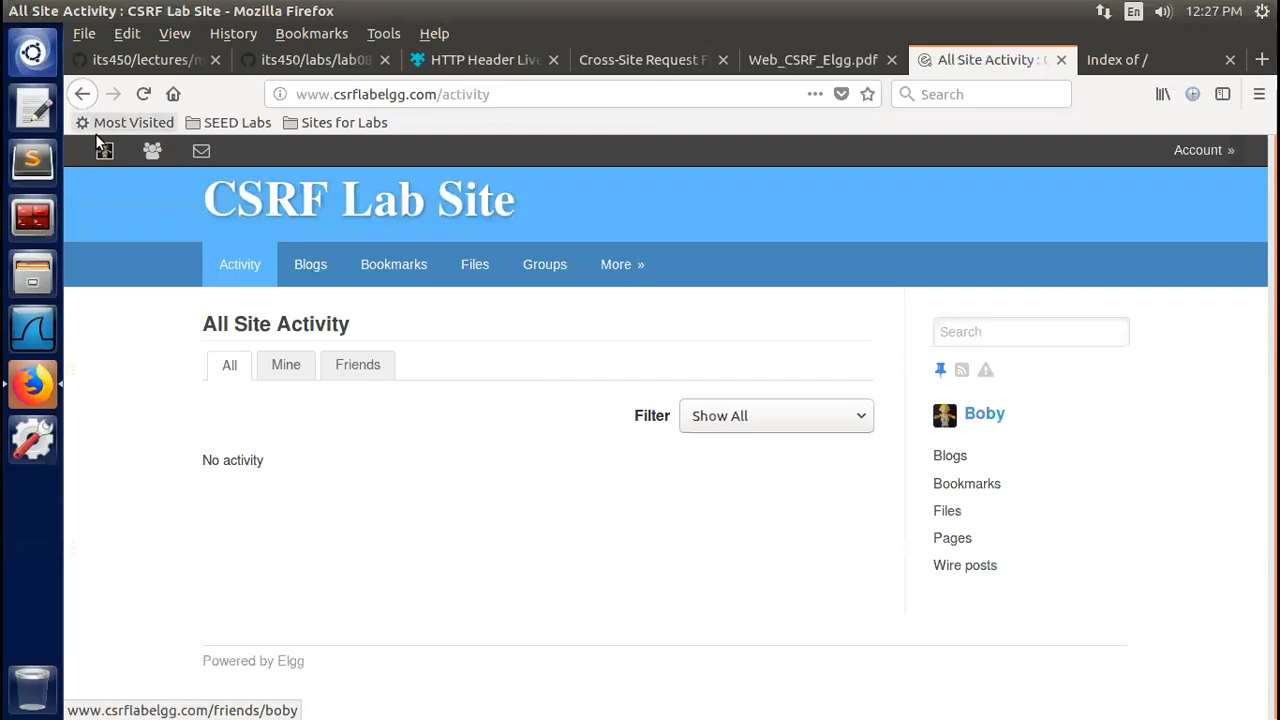 All Site Activity : CSRF Lab Site - Mozilla Firefox
En 12:27 PM
File Edit View History Bookmarks Tools Help
its450/lectures/m
its450/labs/lab08
HTTP Header Live
Cross-Site Request F
Web_CSRF_Elgg.pdf
All Site Activity : C
Index of /
www.csrflabelgg.com/activity
Search
Most Visited SEED Labs Sites for Labs
Account »
CSRF Lab Site
Activity Blogs Bookmarks Files Groups More »
All Site Activity
Search
All Mine Friends
Filter Show All
Boby
No activity
Blogs
Bookmarks
Files
Pages
Wire posts
Powered by Elgg
www.csrflabelgg.com/friends/boby